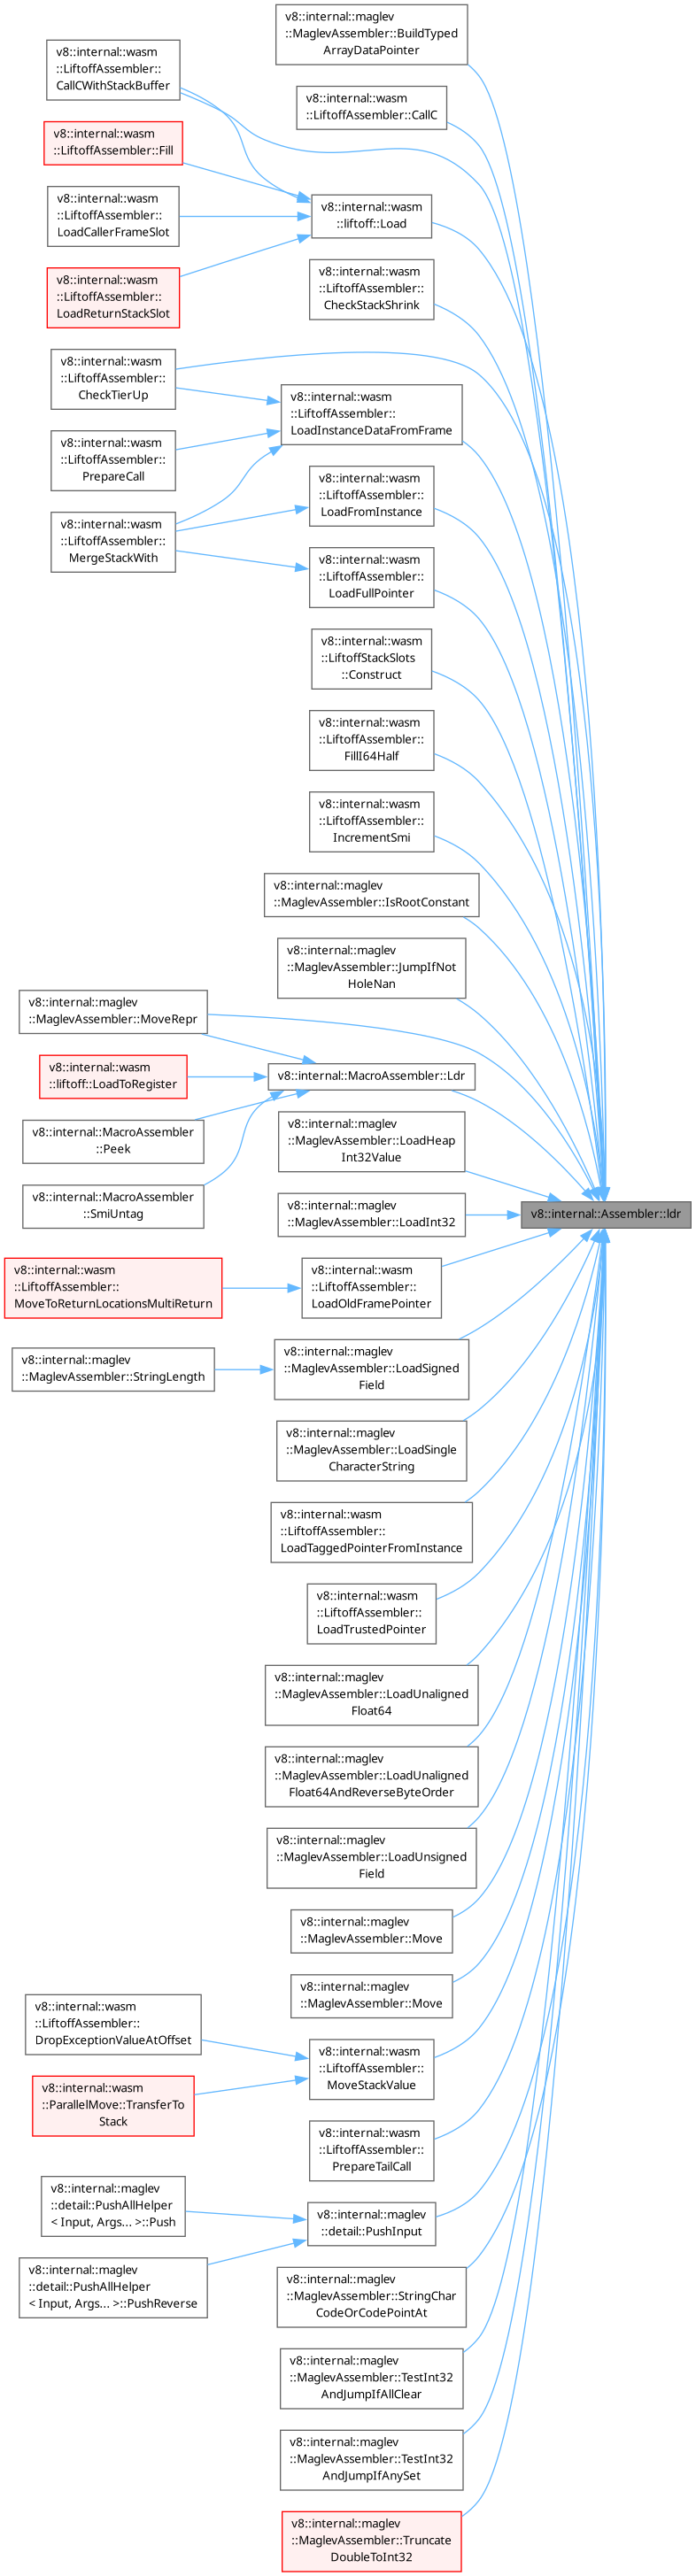 v8::internal::maglev
::MaglevAssembler::BuildTyped
ArrayDataPointer
v8::internal::wasm
::LiftoffAssembler::
CallCWithStackBuffer
v8::internal::wasm
::LiftoffAssembler::CallC
v8::internal::wasm
::LiftoffAssembler::Fill
v8::internal::wasm
::LiftoffAssembler::
LoadCallerFrameSlot
v8::internal::wasm
::liftoff::Load
v8::internal::wasm
::LiftoffAssembler::
LoadReturnStackSlot
v8::internal::wasm
::LiftoffAssembler::
CheckStackShrink
v8::internal::wasm
::LiftoffAssembler::
CheckTierUp
v8::internal::wasm
::LiftoffAssembler::
LoadInstanceDataFromFrame
v8::internal::wasm
::LiftoffAssembler::
PrepareCall
v8::internal::wasm
::LiftoffAssembler::
LoadFromInstance
v8::internal::wasm
::LiftoffAssembler::
MergeStackWith
v8::internal::wasm
::LiftoffAssembler::
LoadFullPointer
v8::internal::wasm
::LiftoffStackSlots
::Construct
v8::internal::wasm
::LiftoffAssembler::
FillI64Half
v8::internal::wasm
::LiftoffAssembler::
IncrementSmi
v8::internal::maglev
::MaglevAssembler::IsRootConstant
v8::internal::maglev
::MaglevAssembler::JumpIfNot
HoleNan
v8::internal::maglev
::MaglevAssembler::MoveRepr
v8::internal::wasm
::liftoff::LoadToRegister
v8::internal::MacroAssembler::Ldr
v8::internal::MacroAssembler
::Peek
v8::internal::maglev
::MaglevAssembler::LoadHeap
Int32Value
v8::internal::MacroAssembler
::SmiUntag
v8::internal::maglev
::MaglevAssembler::LoadInt32
v8::internal::Assembler::ldr
v8::internal::wasm
::LiftoffAssembler::
MoveToReturnLocationsMultiReturn
v8::internal::wasm
::LiftoffAssembler::
LoadOldFramePointer
v8::internal::maglev
::MaglevAssembler::StringLength
v8::internal::maglev
::MaglevAssembler::LoadSigned
Field
v8::internal::maglev
::MaglevAssembler::LoadSingle
CharacterString
v8::internal::wasm
::LiftoffAssembler::
LoadTaggedPointerFromInstance
v8::internal::wasm
::LiftoffAssembler::
LoadTrustedPointer
v8::internal::maglev
::MaglevAssembler::LoadUnaligned
Float64
v8::internal::maglev
::MaglevAssembler::LoadUnaligned
Float64AndReverseByteOrder
v8::internal::maglev
::MaglevAssembler::LoadUnsigned
Field
v8::internal::maglev
::MaglevAssembler::Move
v8::internal::maglev
::MaglevAssembler::Move
v8::internal::wasm
::LiftoffAssembler::
DropExceptionValueAtOffset
v8::internal::wasm
::LiftoffAssembler::
MoveStackValue
v8::internal::wasm
::ParallelMove::TransferTo
Stack
v8::internal::wasm
::LiftoffAssembler::
PrepareTailCall
v8::internal::maglev
::detail::PushAllHelper
< Input, Args... >::Push
v8::internal::maglev
::detail::PushInput
v8::internal::maglev
::detail::PushAllHelper
< Input, Args... >::PushReverse
v8::internal::maglev
::MaglevAssembler::StringChar
CodeOrCodePointAt
v8::internal::maglev
::MaglevAssembler::TestInt32
AndJumpIfAllClear
v8::internal::maglev
::MaglevAssembler::TestInt32
AndJumpIfAnySet
v8::internal::maglev
::MaglevAssembler::Truncate
DoubleToInt32